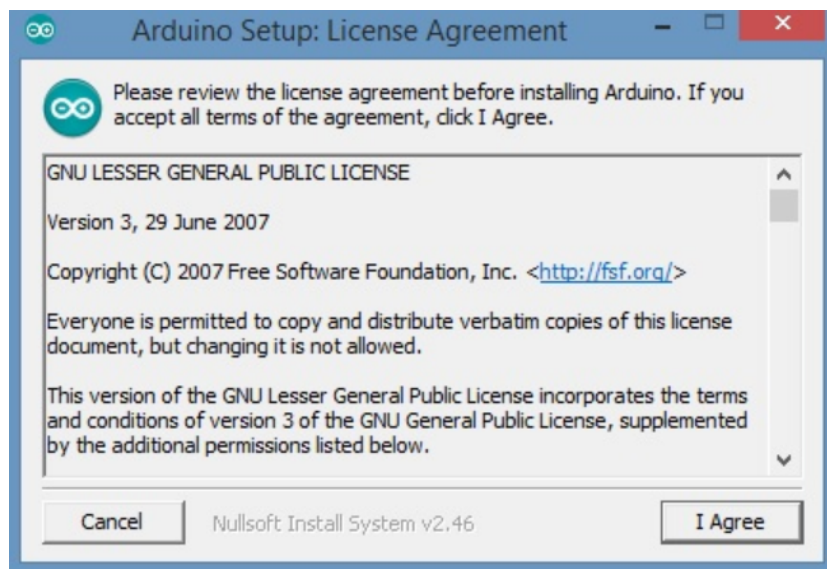 Arduino Setup: License Agreement
Please review the license agreement before installing Arduino. If you
accept all terms of the agreement, click I Agree.
GNU LESSER GENERAL PUBLIC LICENSE
Version 3, 29 June 2007
Copyright (C) 2007 Free Software Foundation, Inc. <http://fsf.org/>
Everyone is permitted to copy and distribute verbatim copies of this license
document, but changing it is not allowed.
This version of the GNU Lesser General Public License incorporates the terms
and conditions of version 3 of the GNU General Public License, supplemented
by the additional permissions listed below.
Cancel
Nullsoft Install System v2.46
I Agree